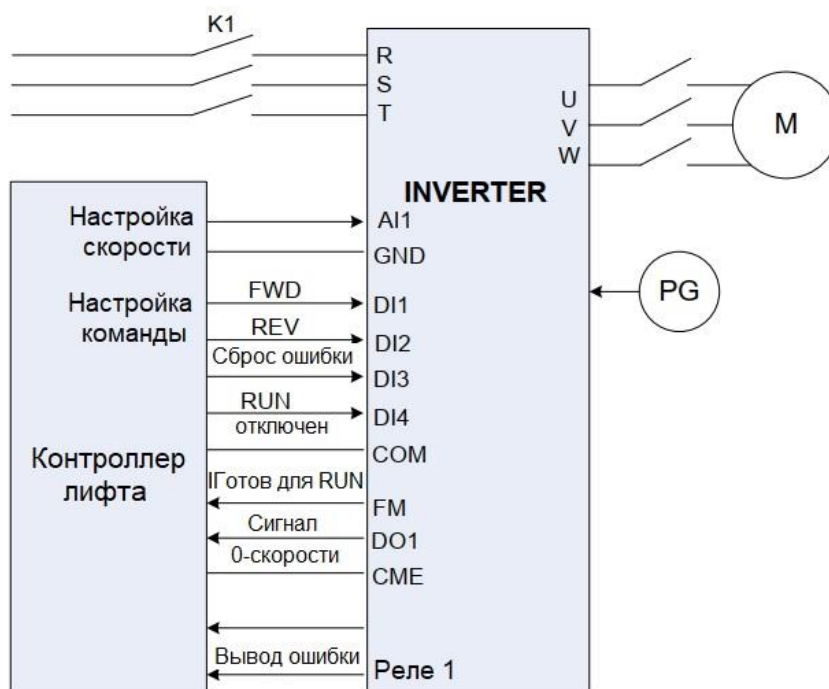 K1
R
S
T
U
V
W
M
INVERTER
Настройка
скорости
AI1
GND
PG
Настройка
команды
FWD
DI1
REV
DI2
Сброс ошибки
DI3
RUN
DI4
отключен
COM
Контроллер
лифта
IГотов для RUN
FM
Сигнал
DO1
0-скорости
CME
Вывод ошибки
Реле 1